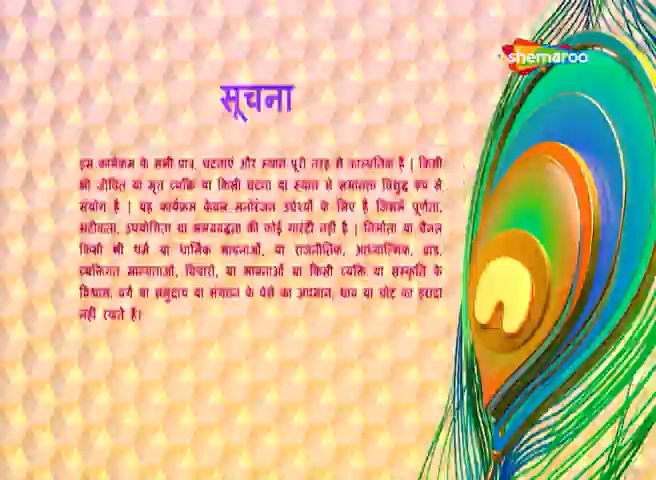 shemaroo
सूचना
इस कार्यक्रम के सभी पात्र, घटनाएं और स्थान पूरी तरह से काल्पनिक हैं | किसी
भी जीवित या मृत व्यक्ति या किसी घटना या स्थान से समानता विशुद्ध रूप से
संयोग है | यह कार्यक्रम केवल मनोरंजन उद्देश्यों के लिए है जिसमें पूर्णता,
सटीकता, उपयोगिता या समयबद्धता की कोई गारंटी नहीं है | निर्माता या चैनल
किसी भी धर्म या धार्मिक भावनाओं, या राजनीतिक, आध्यात्मिक, वाद,
व्यक्तिगत मान्यताओं, विचारों, या भावनाओं या किसी व्यक्ति या संस्कृति के
विश्वास, वर्ग या समुदाय या संगठन के पेशे का अपमान, घाव या चोट का इरादा
नहीं रखते हैं।